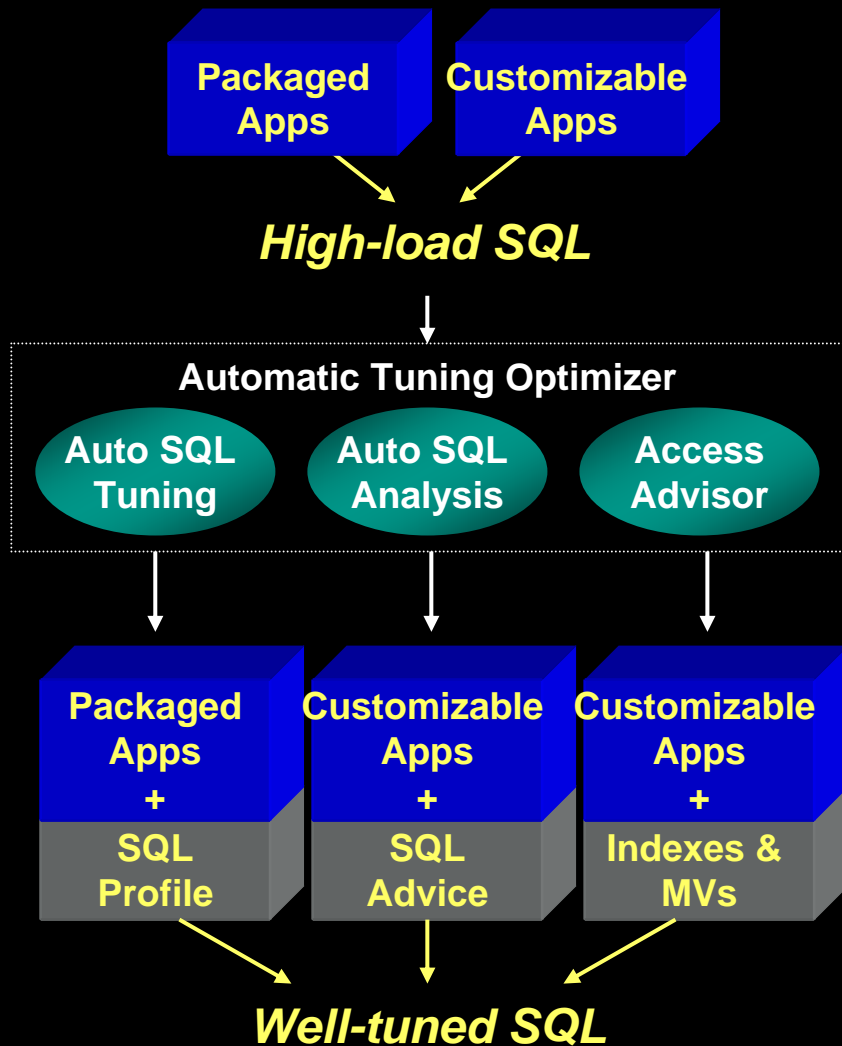 Packaged
Apps
Customizable
Apps
High-load SQL
Automatic Tuning Optimizer
Auto SQL
Tuning
Auto SQL
Analysis
Access
Advisor
Packaged
Apps
+
SQL
Profile
Customizable
Apps
+
SQL
Advice
Customizable
Apps
+
Indexes &
MVs
Well-tuned SQL